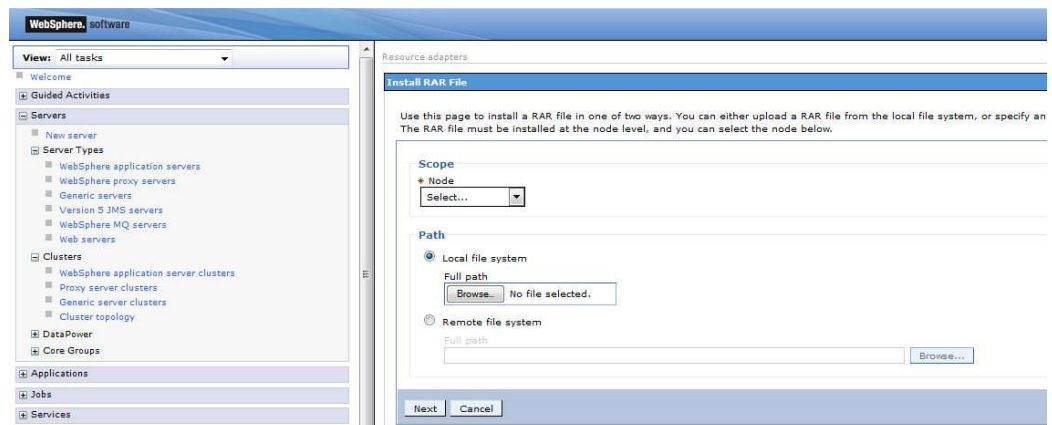 WebSphere. software
View: All tasks
Welcome
Guided Activities
Servers
New server
Server Types
WebSphere application servers
WebSphere proxy servers
Generic servers
Version 5 JMS servers
WebSphere MQ servers
Web servers
Clusters
WebSphere application server clusters
Proxy server clusters
Generic server clusters
Cluster topology
DataPower
Core Groups
Applications
Jobs
Services
Resource adapters
Install RAR File
Use this page to install a RAR file in one of two ways. You can either upload a RAR file from the local file system, or specify an
The RAR file must be installed at the node level, and you can select the node below.
Scope
* Node
Select...
Path
Local file system
Full path
Browse... No file selected.
Remote file system
Full path
Browse...
Next Cancel